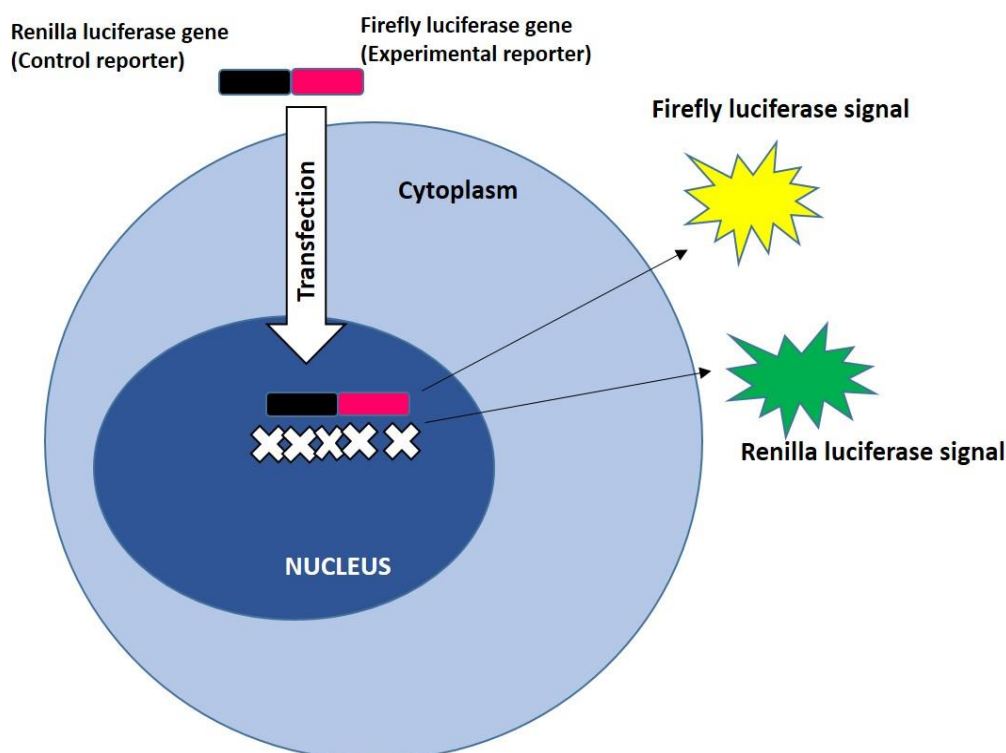 Renilla luciferase gene
(Control reporter)
Firefly luciferase gene
(Experimental reporter)
Firefly luciferase signal
Cytoplasm
Transfection
Renilla luciferase signal
NUCLEUS